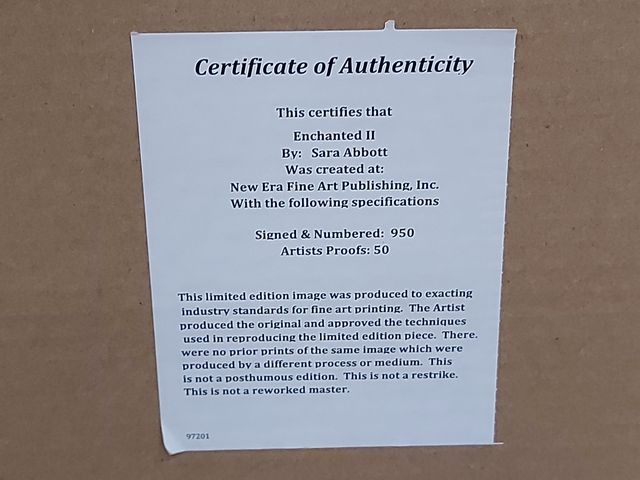 Certificate of Authenticity
This certifies that
Enchanted II
By: Sara Abbott
Was created at:
New Era Fine Art Publishing, Inc.
With the following specifications
Signed & Numbered: 950
Artists Proofs: 50
This limited edition image was produced to exacting
industry standards for fine art printing. The Artist
produced the original and approved the techniques
used in reproducing the limited edition piece. There.
were no prior prints of the same image which were
produced by a different process or medium. This
is not a posthumous edition. This is not a restrike.
This is not a reworked master.
97201